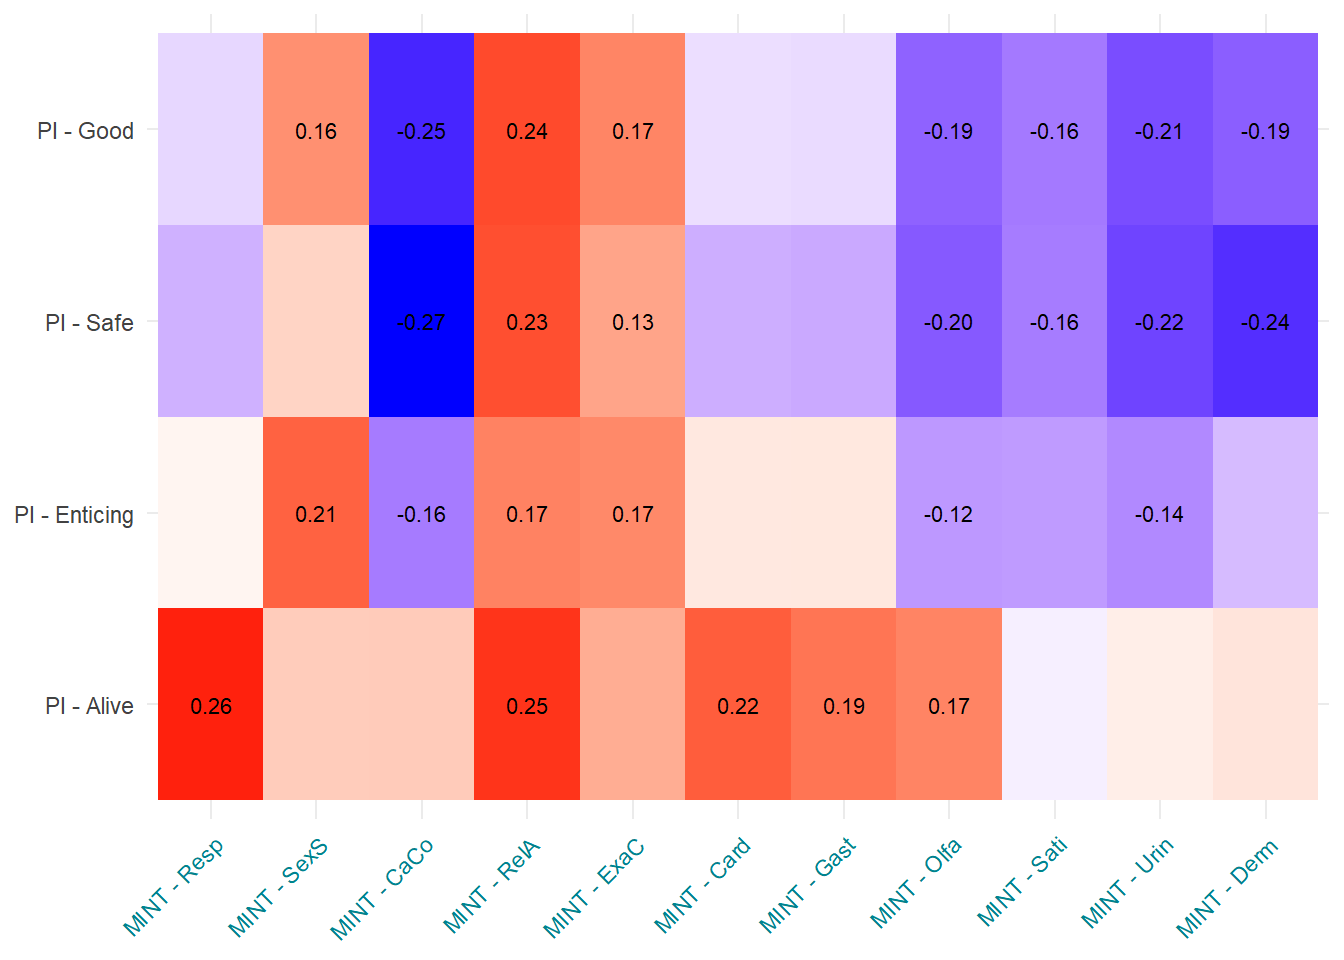 PI - Good 0.16 -0.25 0.24 0.17 -0.19 -0.16 -0.21 -0.19
PI - Safe -0.27 0.23 0.13 -0.20 -0.16 -0.22 -0.24
PI - Enticing 0.21 -0.16 0.17 0.17 -0.12 -0.14
PI - Alive 0.26 0.25 0.22 0.19 0.17
MINT - Resp
MINT - SexS
MINT - CaCo
MINT - RelA
MINT - ExaC
MINT - Card
MINT - Gast
MINT - Olfa
MINT - Sati
MINT - Urin
MINT - Derm